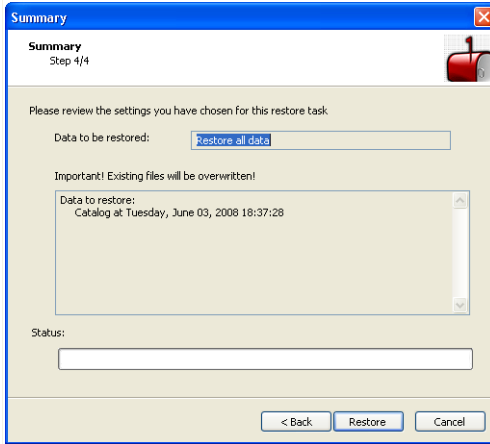 Summary
Summary
Step 4/4
Please review the settings you have chosen for this restore task
Data to be restored: Restore all data
Important! Existing files will be overwritten!
Data to restore:
Catalog at Tuesday, June 03, 2008 18:37:28
Status:
< Back Restore Cancel